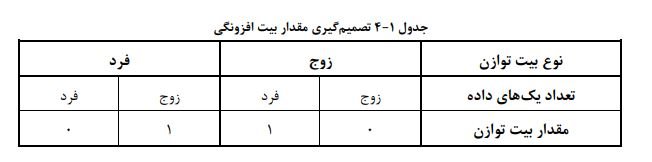 جدول ۱-۴ تصمیم‌گیری مقدار بیت افزونگی
نوع بیت توازن زوج فرد
تعداد یک‌های داده زوج فرد زوج فرد
مقدار بیت توازن ۰ ۱ ۱ ۰